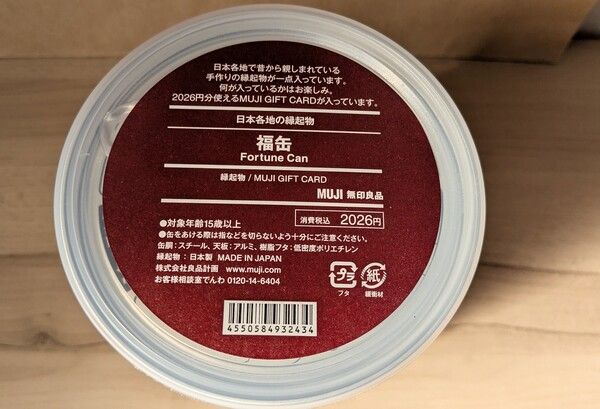 日本各地で昔から親しまれている
手作りの縁起物が一点入っています。
何が入っているかはお楽しみ。
2026円分使えるMUJI GIFT CARDが入っています。
日本各地の縁起物
福缶
Fortune Can
縁起物 / MUJI GIFT CARD
MUJI 無印良品
消費税込 2026円
●対象年齢15歳以上
●缶をあける際は指などを切らないよう十分にご注意ください。
缶胴:スチール、天板:アルミ、樹脂フタ:低密度ポリエチレン
縁起物:日本製 MADE IN JAPAN
株式会社良品計画 www.muji.com
お客様相談室でんわ 0120-14-6404
プラ 紙
フタ 緩衝材
4550584932434